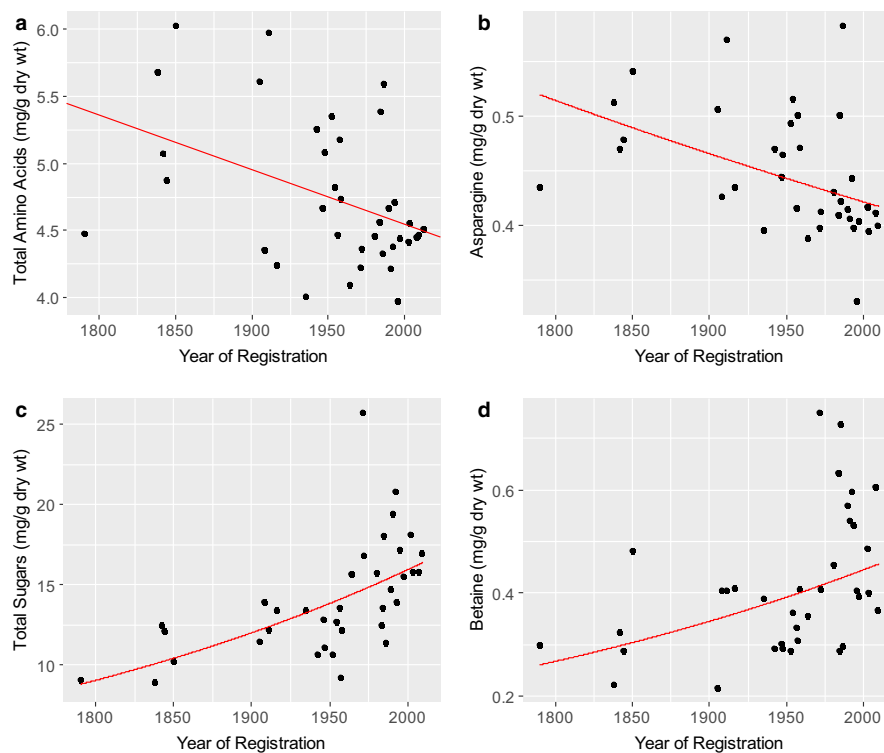 a
Total Amino Acids (mg/g dry wt)
6.0
5.5
5.0
4.5
4.0
1800 1850 1900 1950 2000
Year of Registration
b
Asparagine (mg/g dry wt)
0.5
0.4
1800 1850 1900 1950 2000
Year of Registration
c
Total Sugars (mg/g dry wt)
25
20
15
10
1800 1850 1900 1950 2000
Year of Registration
d
Betaine (mg/g dry wt)
0.6
0.4
0.2
1800 1850 1900 1950 2000
Year of Registration